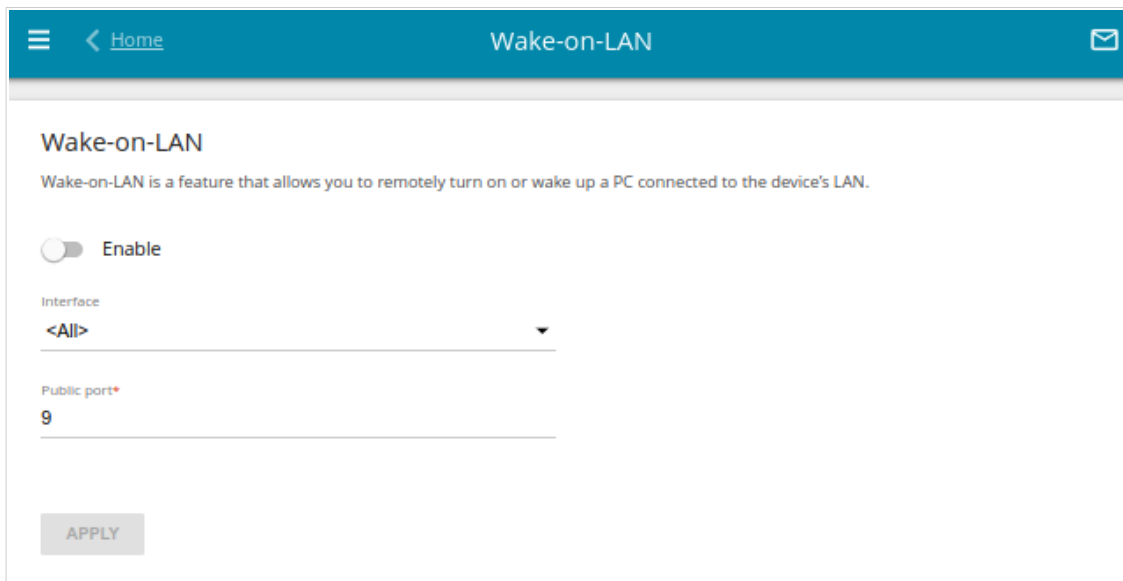 Home
Wake-on-LAN
Wake-on-LAN
Wake-on-LAN is a feature that allows you to remotely turn on or wake up a PC connected to the device's LAN.
Enable
Interface
<All>
Public port*
9
APPLY